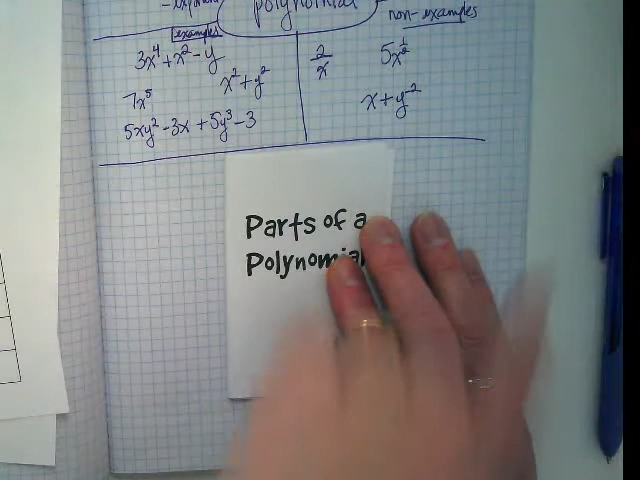 polynomial
non-examples
examples
3x⁴ + x² - y
x² + y²
7x⁵
5xy² - 3x + 5y³ - 3
2/x
5x^(1/2)
x + y⁻²
Parts of a
Polynomial